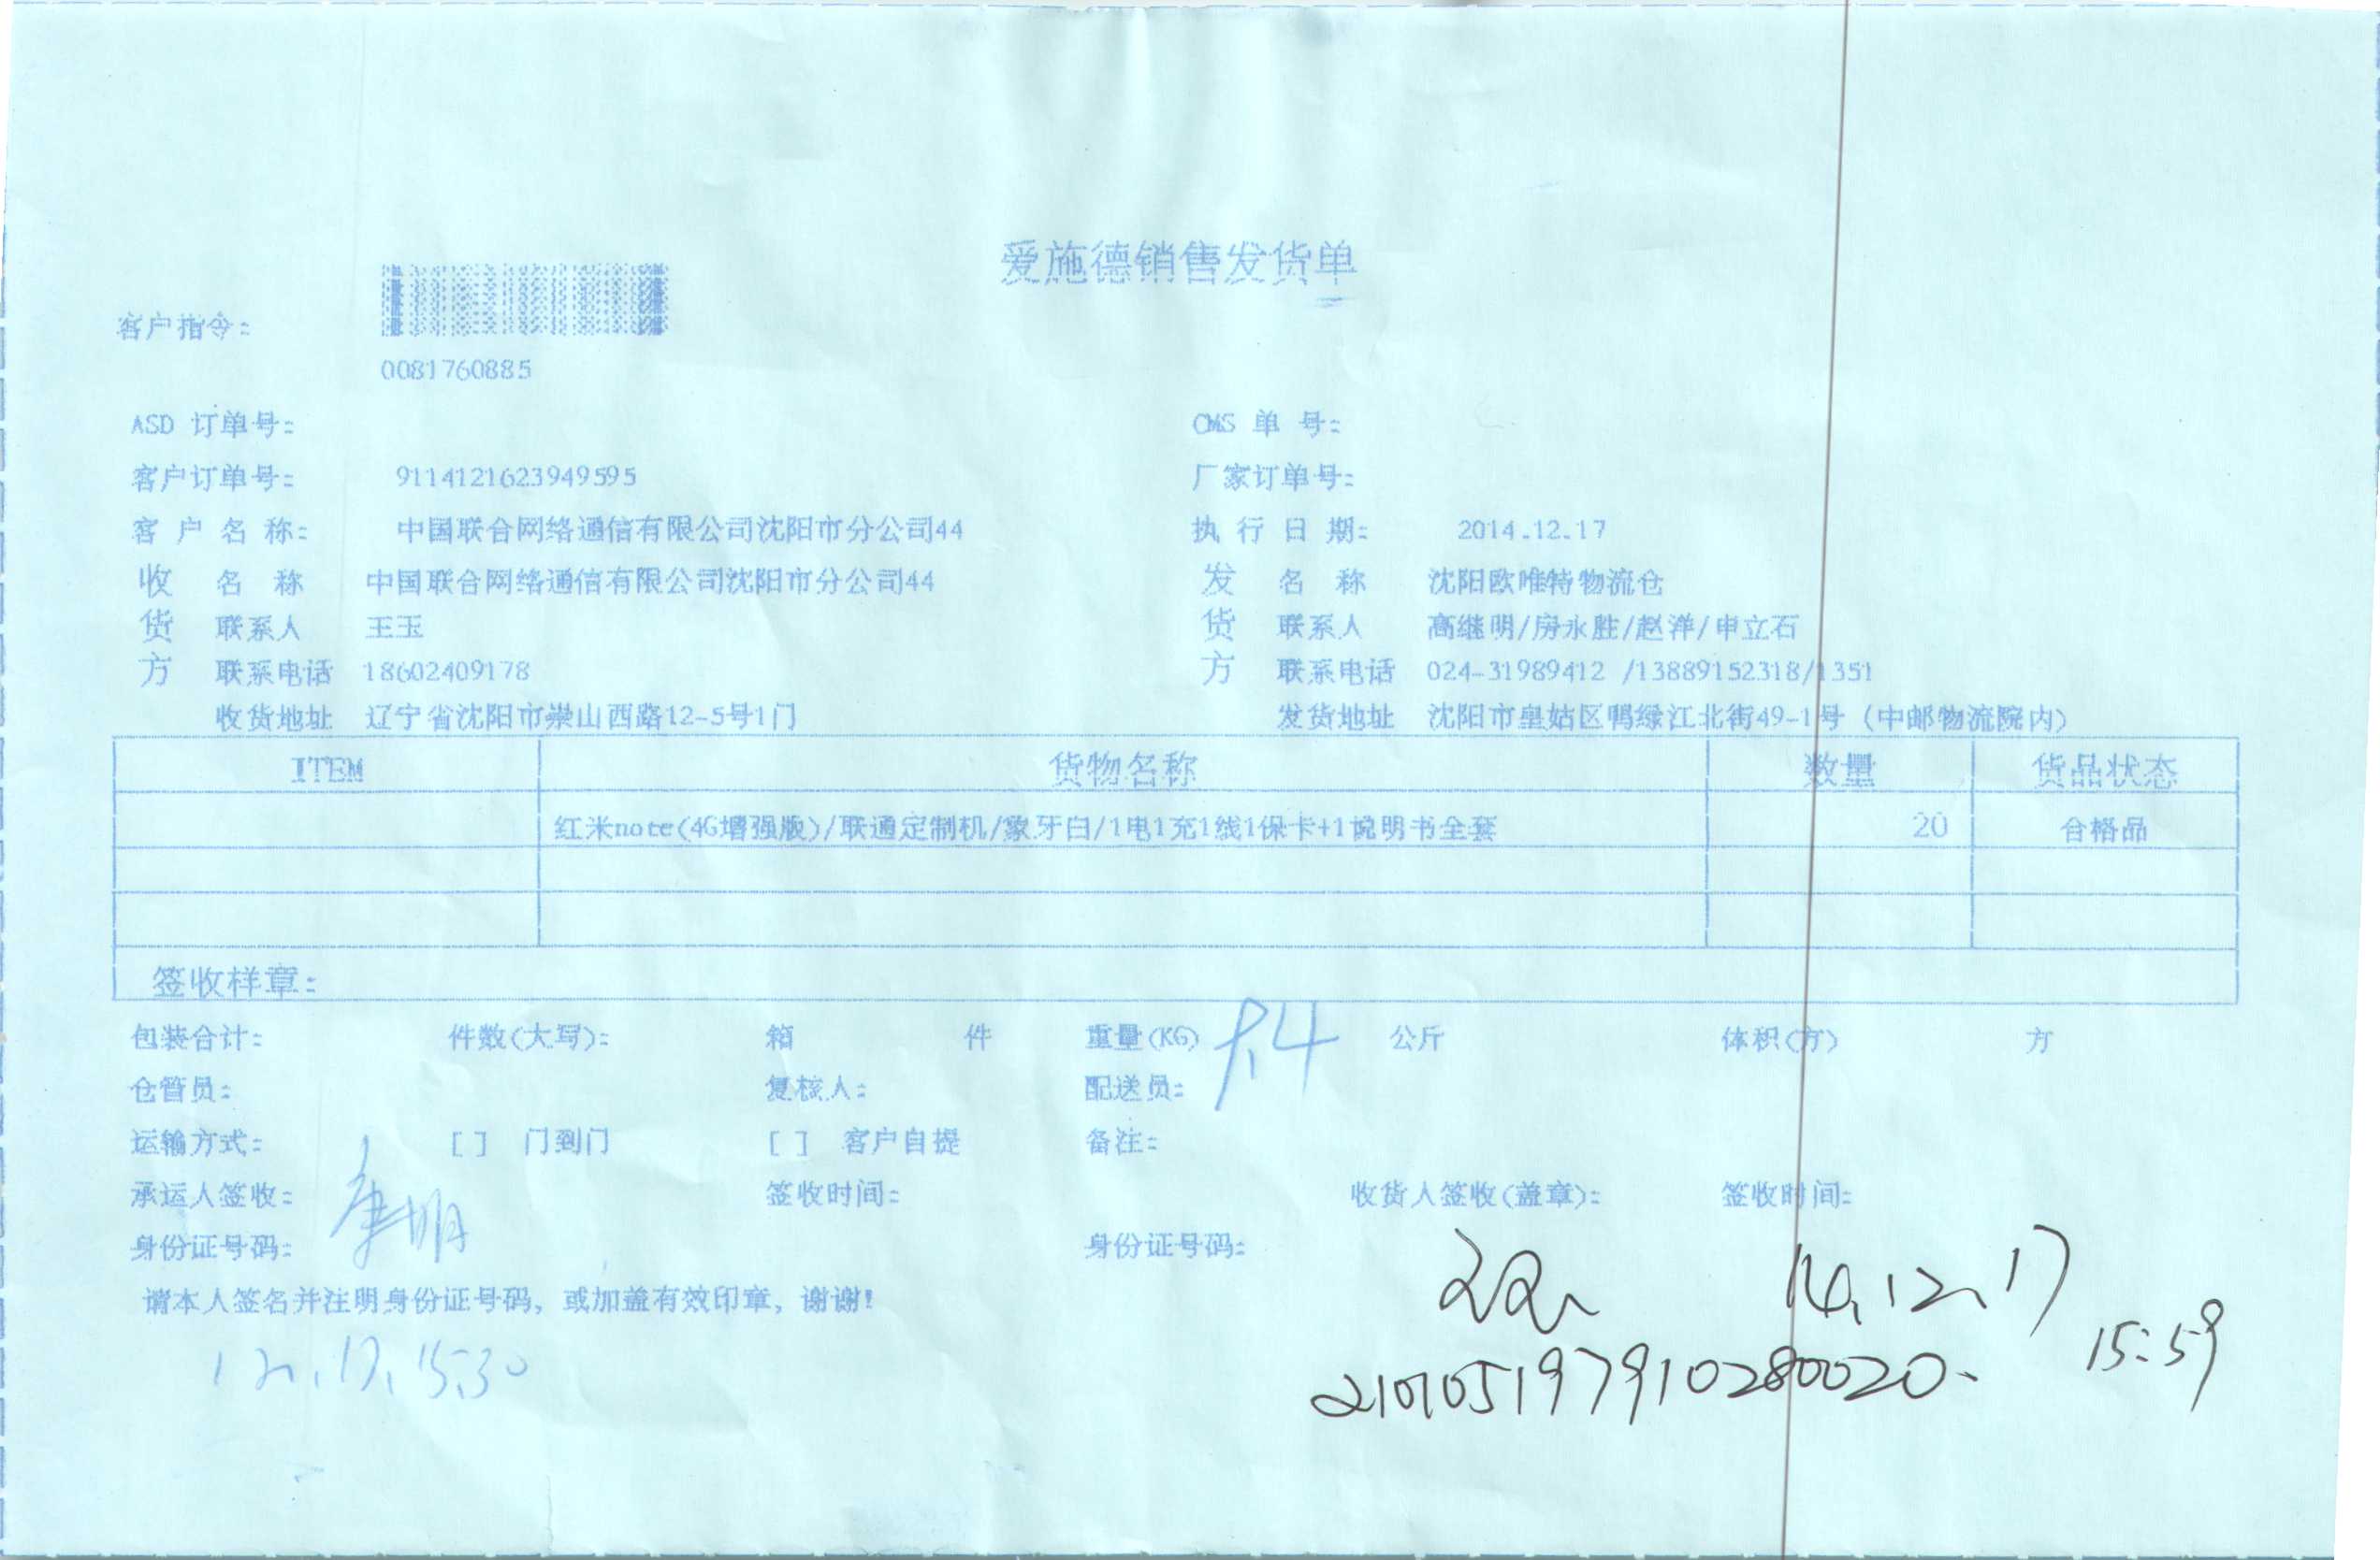 爱施德销售发货单
客户指令:
0081760885
ASD 订单号: CMS 单 号:
客户订单号: 9114121623949595 厂家订单号:
客 户 名 称: 中国联合网络通信有限公司沈阳市分公司44 执 行 日 期: 2014.12.17
收 名 称 中国联合网络通信有限公司沈阳市分公司44 发 名 称 沈阳欧唯特物流仓
货 联系人 王玉 货 联系人 高继明/房永胜/赵洋/申立石
方 联系电话 18602409178 方 联系电话 024-31989412 /13889152318/1351
收货地址 辽宁省沈阳市崇山西路12-5号1门 发货地址 沈阳市皇姑区鸭绿江北街49-1号 (中邮物流院内)
ITEM 货物名称 数量 货品状态
红米note(4G增强版)/联通定制机/象牙白/1电1充1线1保卡+1说明书全套 20 合格品
签收样章:
包装合计: 件数(大写): 箱 件 重量(KG) 公斤 体积(方) 方
仓管员: 复核人: 配送员:
运输方式: [ ] 门到门 [ ] 客户自提 备注:
承运人签收: 签收时间: 收货人签收(盖章): 签收时间:
身份证号码: 身份证号码:
14.12.17
请本人签名并注明身份证号码, 或加盖有效印章, 谢谢!
15:59
12.17.15.30
210105197910280020.